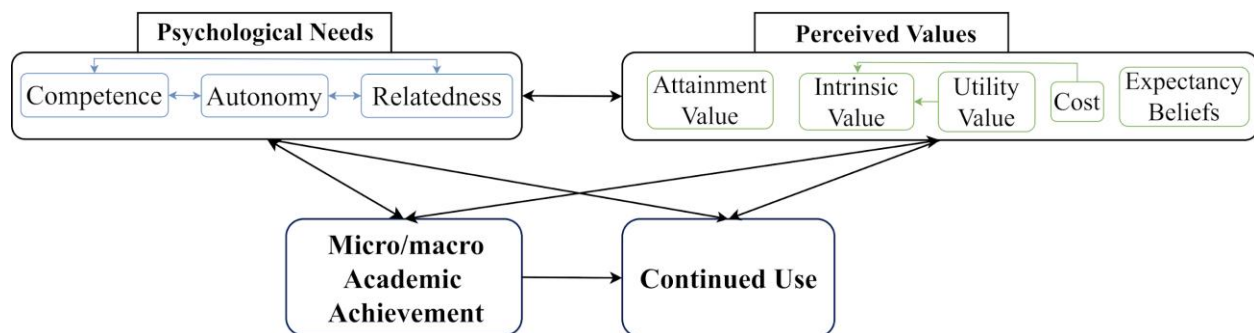 Psychological Needs
Perceived Values
Competence
Autonomy
Relatedness
Attainment
Value
Intrinsic
Value
Utility
Value
Cost
Expectancy
Beliefs
Micro/macro
Academic
Achievement
Continued Use